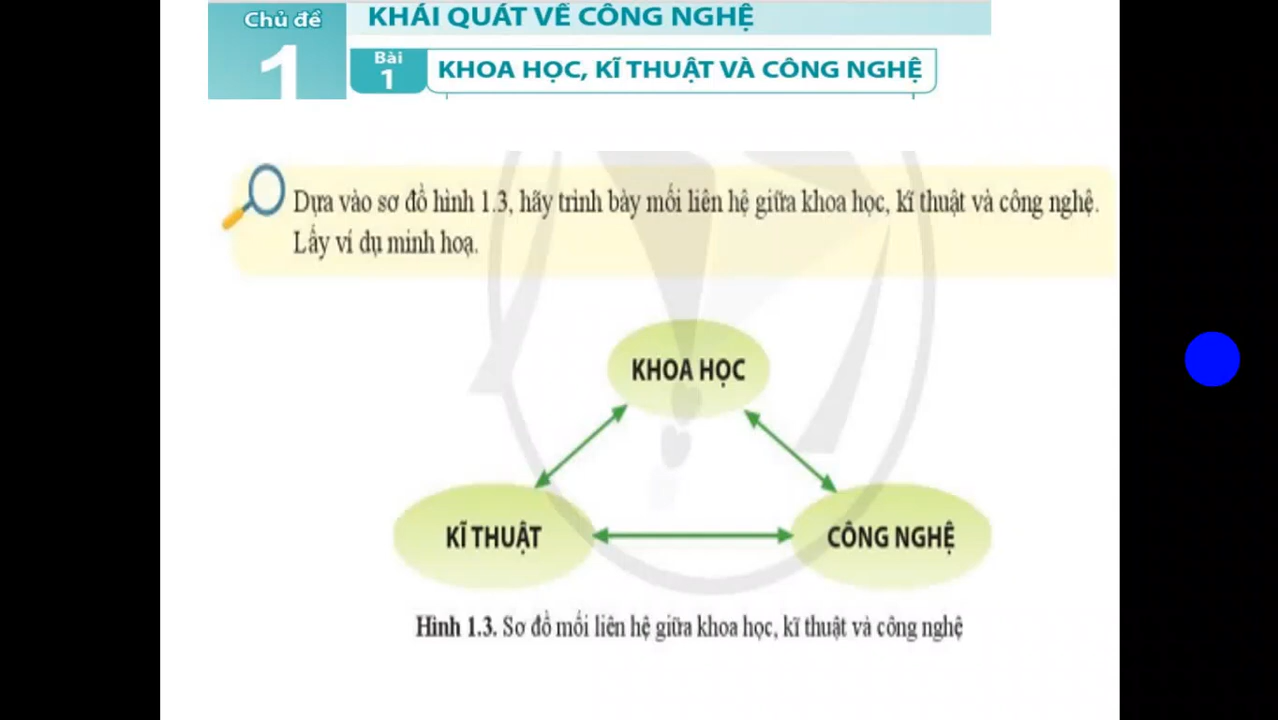 Chủ đề
1
KHÁI QUÁT VỀ CÔNG NGHỆ
Bài
1
KHOA HỌC, KĨ THUẬT VÀ CÔNG NGHỆ
Dựa vào sơ đồ hình 1.3, hãy trình bày mối liên hệ giữa khoa học, kĩ thuật và công nghệ.
Lấy ví dụ minh hoạ.
KHOA HỌC
KĨ THUẬT
CÔNG NGHỆ
Hình 1.3. Sơ đồ mối liên hệ giữa khoa học, kĩ thuật và công nghệ